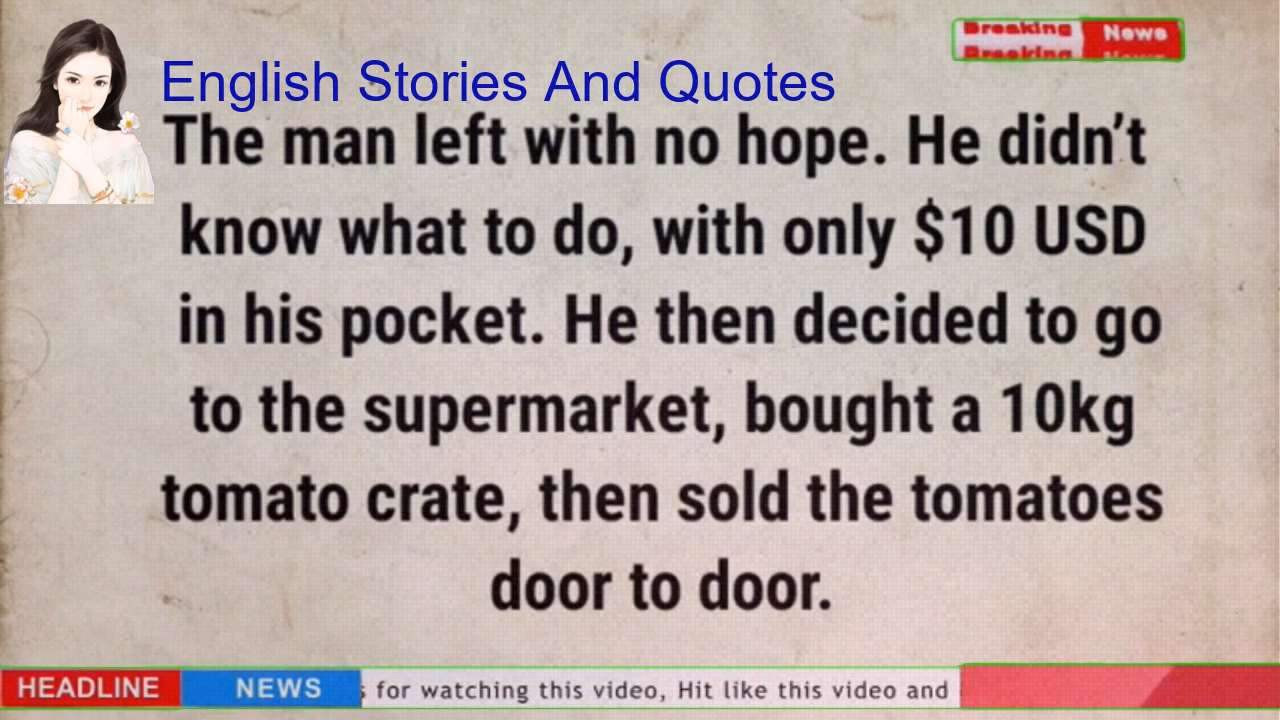 Breaking News
Breaking News
English Stories And Quotes
The man left with no hope. He didn’t
know what to do, with only $10 USD
in his pocket. He then decided to go
to the supermarket, bought a 10kg
tomato crate, then sold the tomatoes
door to door.
HEADLINE NEWS for watching this video, Hit like this video and